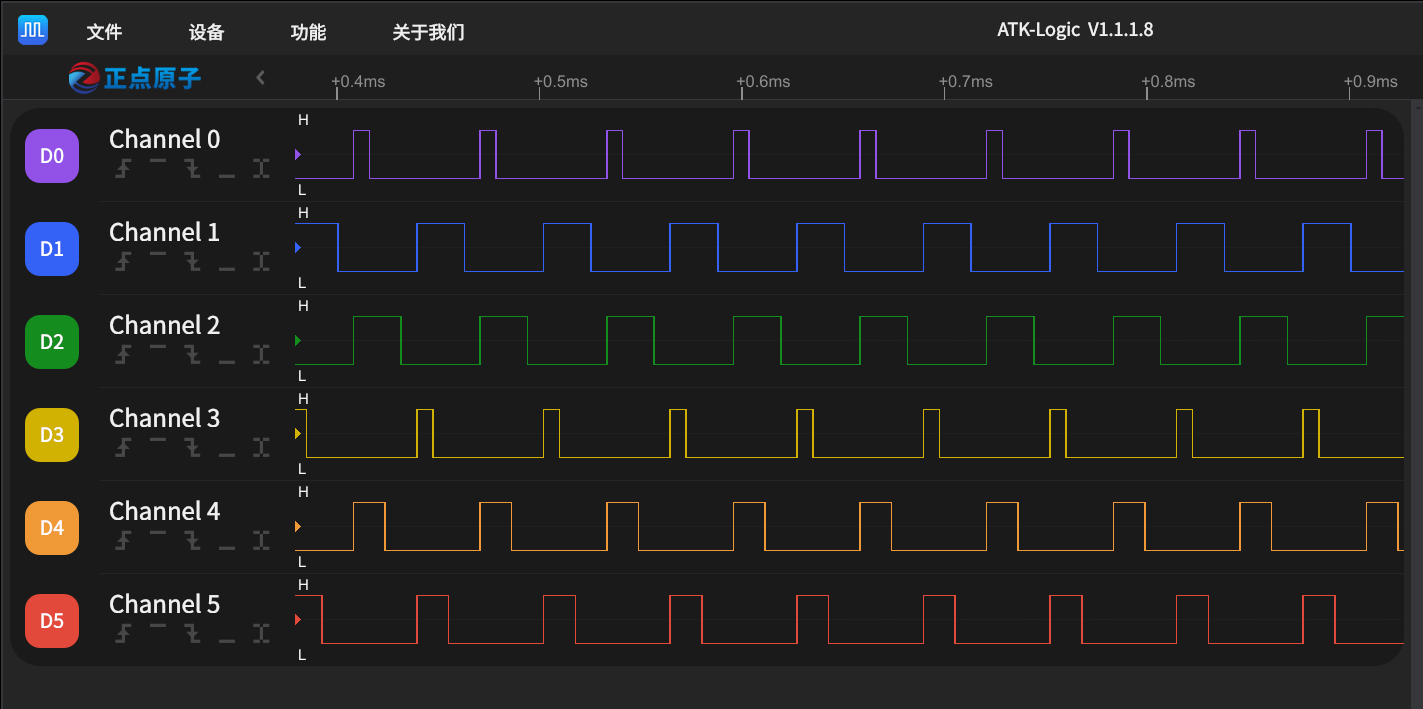 文件 设备 功能 关于我们 ATK-Logic V1.1.1.8
正点原子 +0.4ms +0.5ms +0.6ms +0.7ms +0.8ms +0.9ms
H
D0 Channel 0
L
H
D1 Channel 1
L
H
D2 Channel 2
L
H
D3 Channel 3
L
H
D4 Channel 4
L
H
D5 Channel 5
L